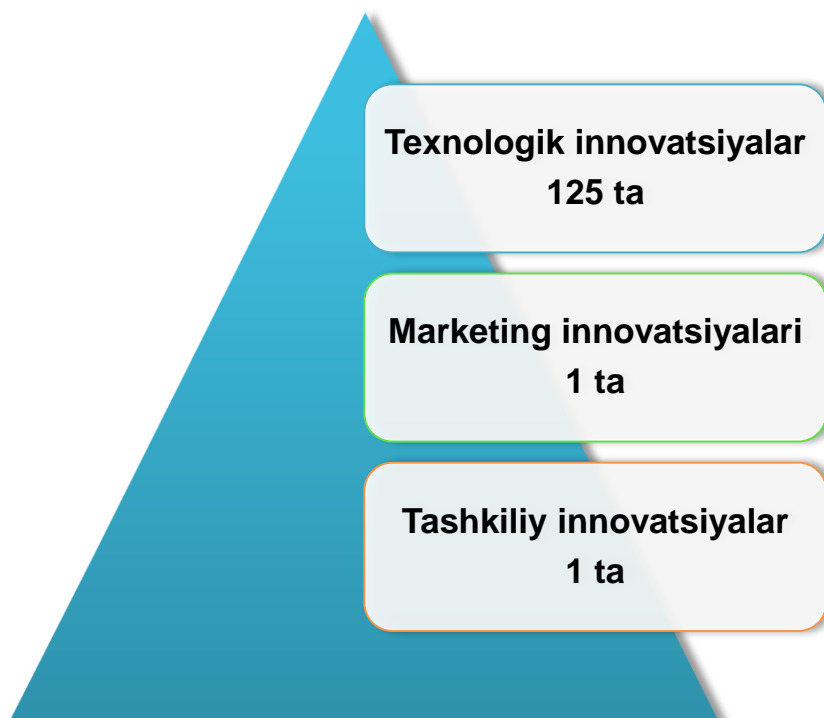 Texnologik innovatsiyalar
125 ta
Marketing innovatsiyalari
1 ta
Tashkiliy innovatsiyalar
1 ta